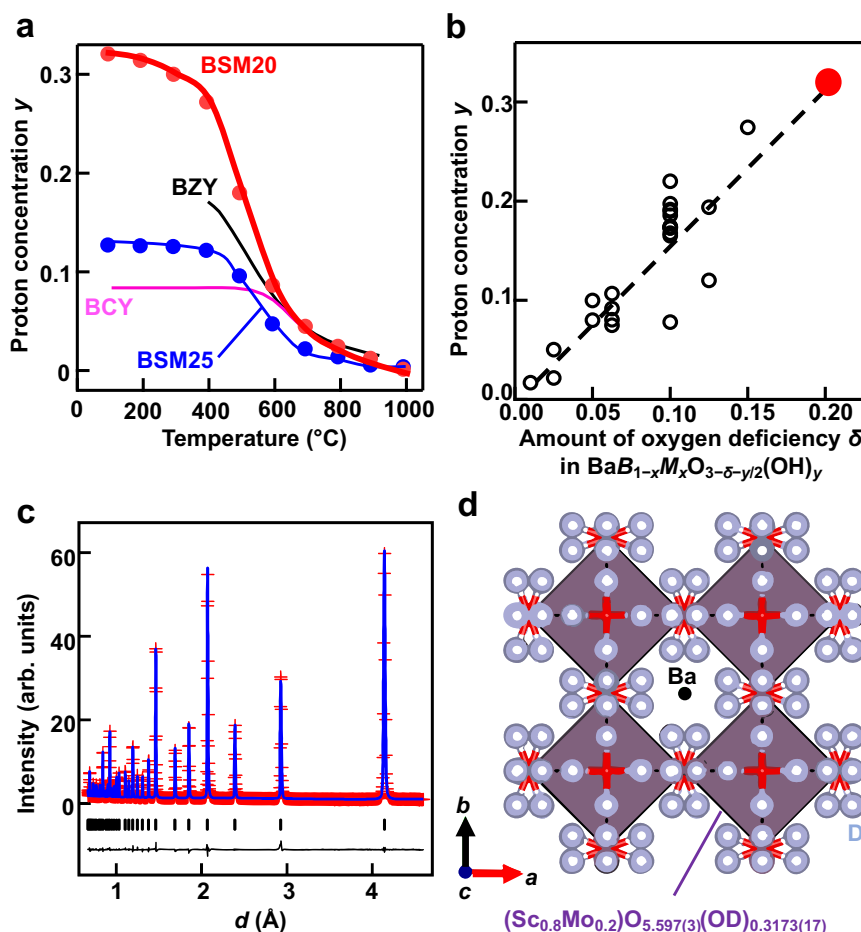 a
BSM20
BZY
BCY
BSM25
Proton concentration y
0.3
0.2
0.1
0
200
400
600
800
1000
Temperature (°C)
b
Proton concentration y
0.3
0.2
0.1
0.0
0.05
0.10
0.15
0.20
Amount of oxygen deficiency δ
in BaB₁₋ₓMₓO₃₋δ₋y/₂(OH)y
c
Intensity (arb. units)
60
40
20
0
1
2
3
4
d (Å)
d
Ba
D
b
c
a
(Sc₀.₈Mo₀.₂)O₅.₅₉₇₍₃₎(OD)₀.₃₁₇₃₍₁₇₎